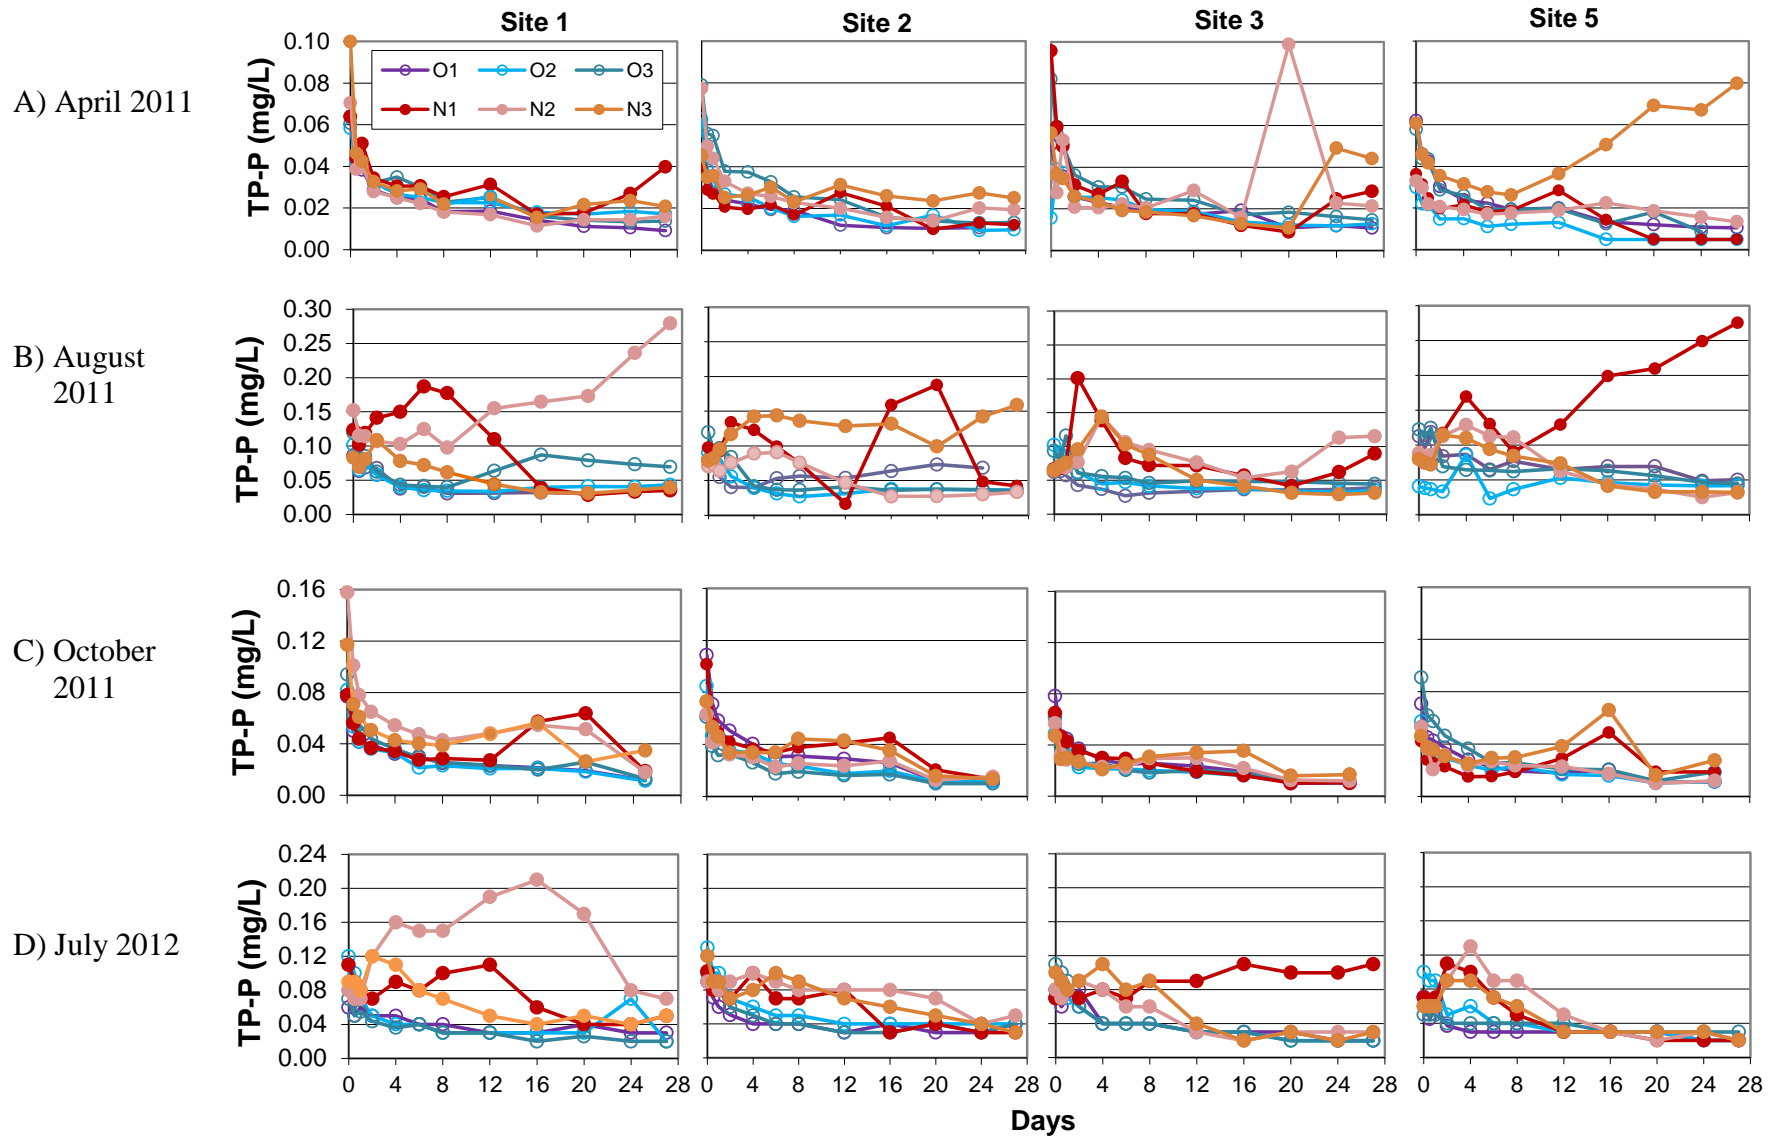 Site 1 Site 2 Site 3 Site 5
A) April 2011
TP-P (mg/L)
0.10
0.08
0.06
0.04
0.02
0.00
O1 O2 O3
N1 N2 N3
B) August
2011
TP-P (mg/L)
0.30
0.25
0.20
0.15
0.10
0.05
0.00
C) October
2011
TP-P (mg/L)
0.16
0.12
0.08
0.04
0.00
D) July 2012
TP-P (mg/L)
0.24
0.20
0.16
0.12
0.08
0.04
0.00
0 4 8 12 16 20 24 28 0 4 8 12 16 20 24 28 0 4 8 12 16 20 24 28 0 4 8 12 16 20 24 28
Days